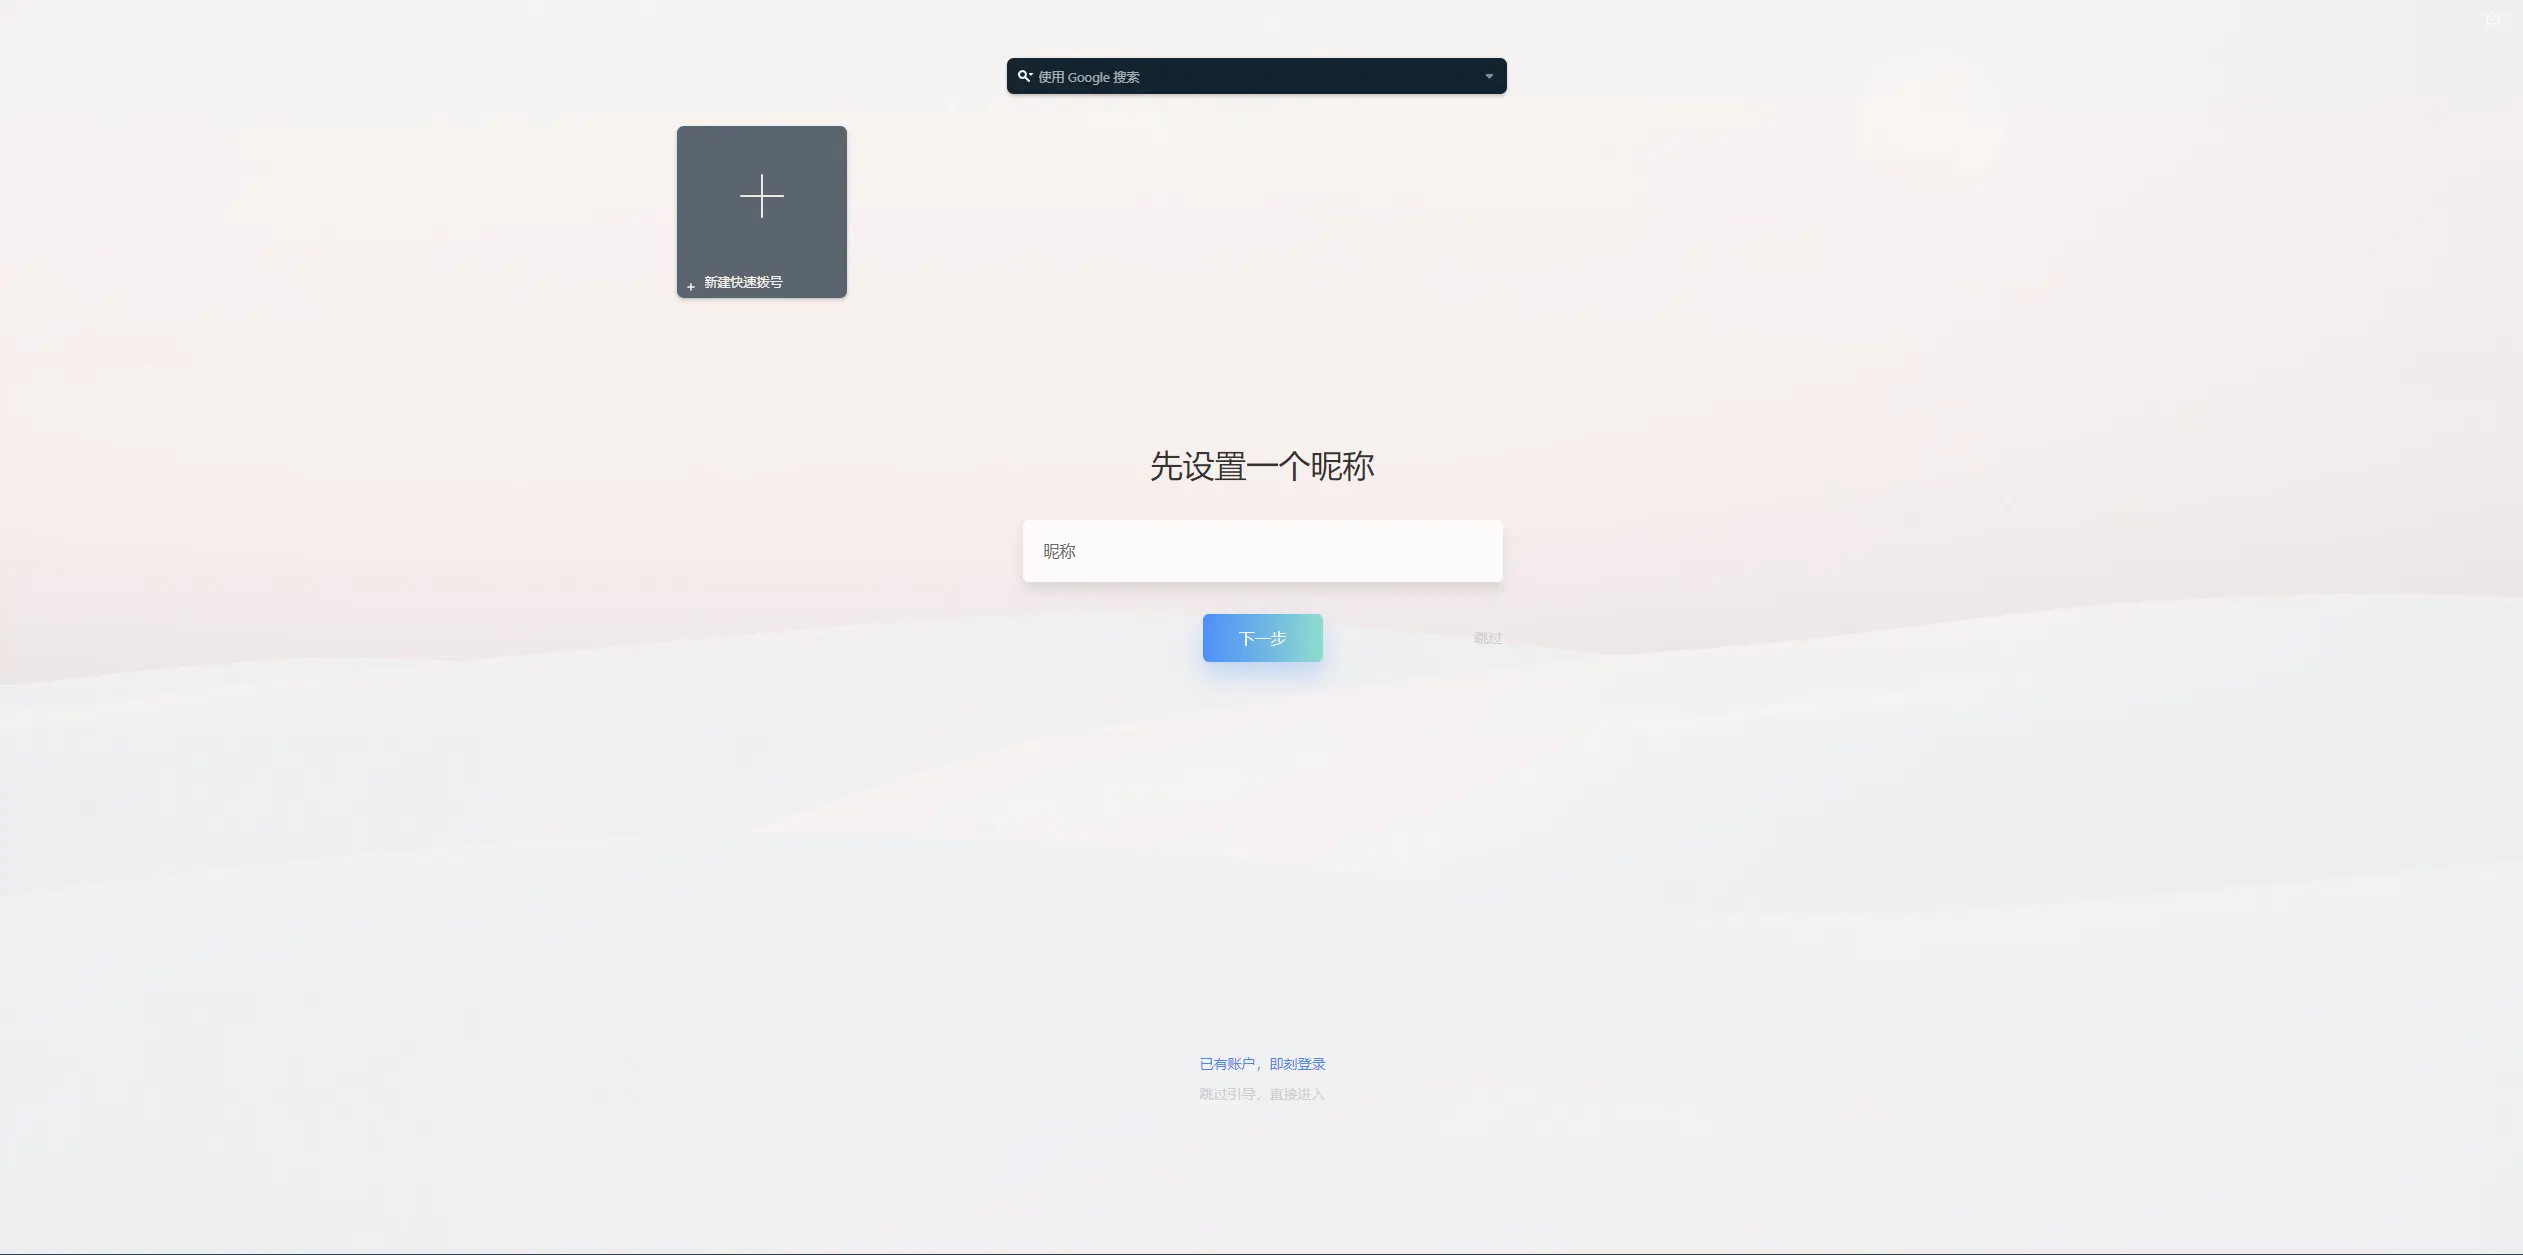 使用 Google 搜索
新建快速拨号
先设置一个昵称
昵称
下一步
跳过
已有账户，即刻登录
跳过引导，直接进入